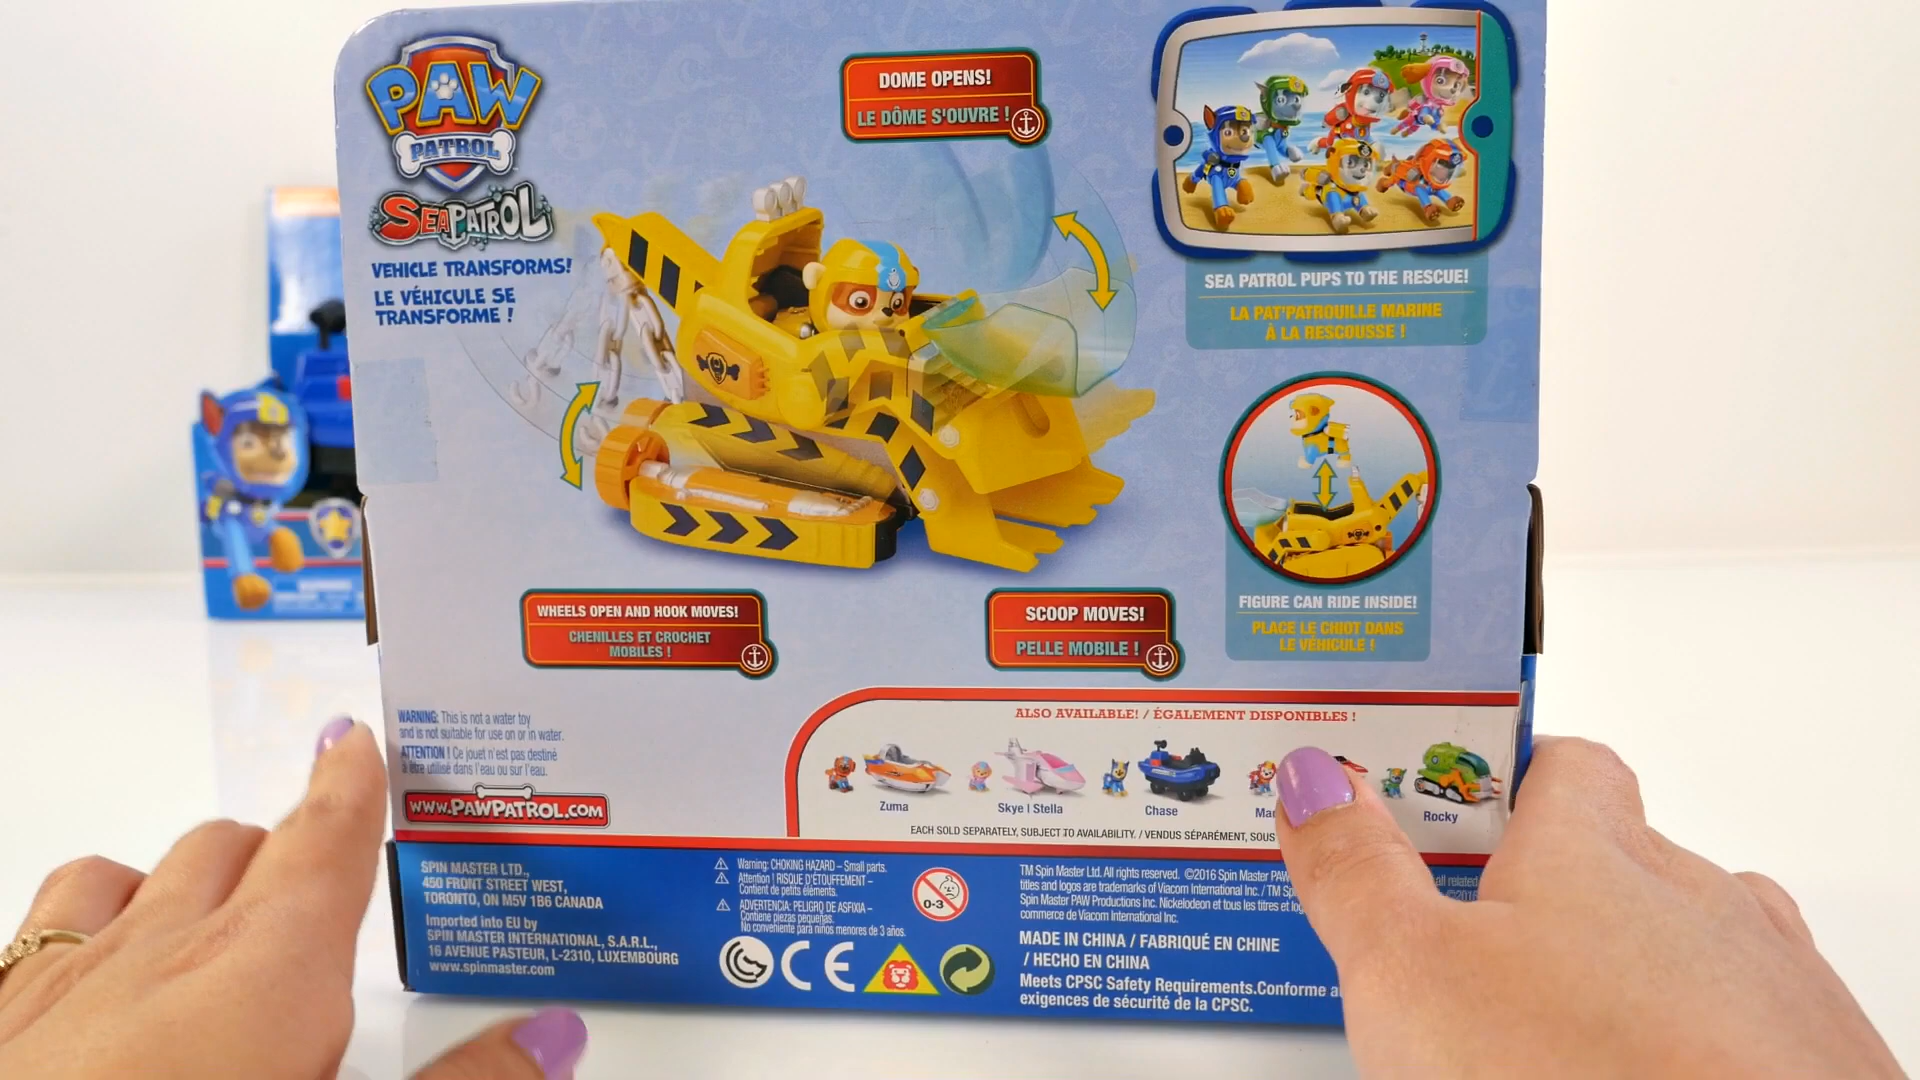 PAW
PATROL
SEA PATROL
VEHICLE TRANSFORMS!
LE VÉHICULE SE
TRANSFORME !
DOME OPENS!
LE DÔME S'OUVRE !
SEA PATROL PUPS TO THE RESCUE!
LA PAT'PATROUILLE MARINE
À LA RESCOUSSE !
WHEELS OPEN AND HOOK MOVES!
CHENILLES ET CROCHET
MOBILES !
SCOOP MOVES!
PELLE MOBILE !
FIGURE CAN RIDE INSIDE!
PLACE LE CHIOT DANS
LE VÉHICULE !
WARNING: This is not a water toy
and is not suitable for use on or in water.
ATTENTION ! Ce jouet n'est pas destiné
à être utilisé dans l'eau ou sur l'eau.
www.PAWPATROL.COM
ALSO AVAILABLE! / ÉGALEMENT DISPONIBLES !
Zuma
Skye | Stella
Chase
Rocky
EACH SOLD SEPARATELY, SUBJECT TO AVAILABILITY. / VENDUS SÉPARÉMENT, SOUS
SPIN MASTER LTD.,
450 FRONT STREET WEST,
TORONTO, ON M5V 1B6 CANADA
Imported into EU by
SPIN MASTER INTERNATIONAL, S.A.R.L.,
16 AVENUE PASTEUR, L-2310, LUXEMBOURG
www.spinmaster.com
Warning: CHOKING HAZARD – Small parts.
Attention ! RISQUE D'ÉTOUFFEMENT –
Contient de petits éléments.
ADVERTENCIA: PELIGRO DE ASFIXIA –
Contiene piezas pequeñas.
No conveniente para niños menores de 3 años.
0-3
CE
TM Spin Master Ltd. All rights reserved. ©2016 Spin Master PAW
all related
titles and logos are trademarks of Viacom International Inc. / TM Sp
©2016
Spin Master PAW Productions Inc. Nickelodeon et tous les titres et log
commerce de Viacom International Inc.
MADE IN CHINA / FABRIQUÉ EN CHINE
/ HECHO EN CHINA
Meets CPSC Safety Requirements.Conforme a
exigences de sécurité de la CPSC.